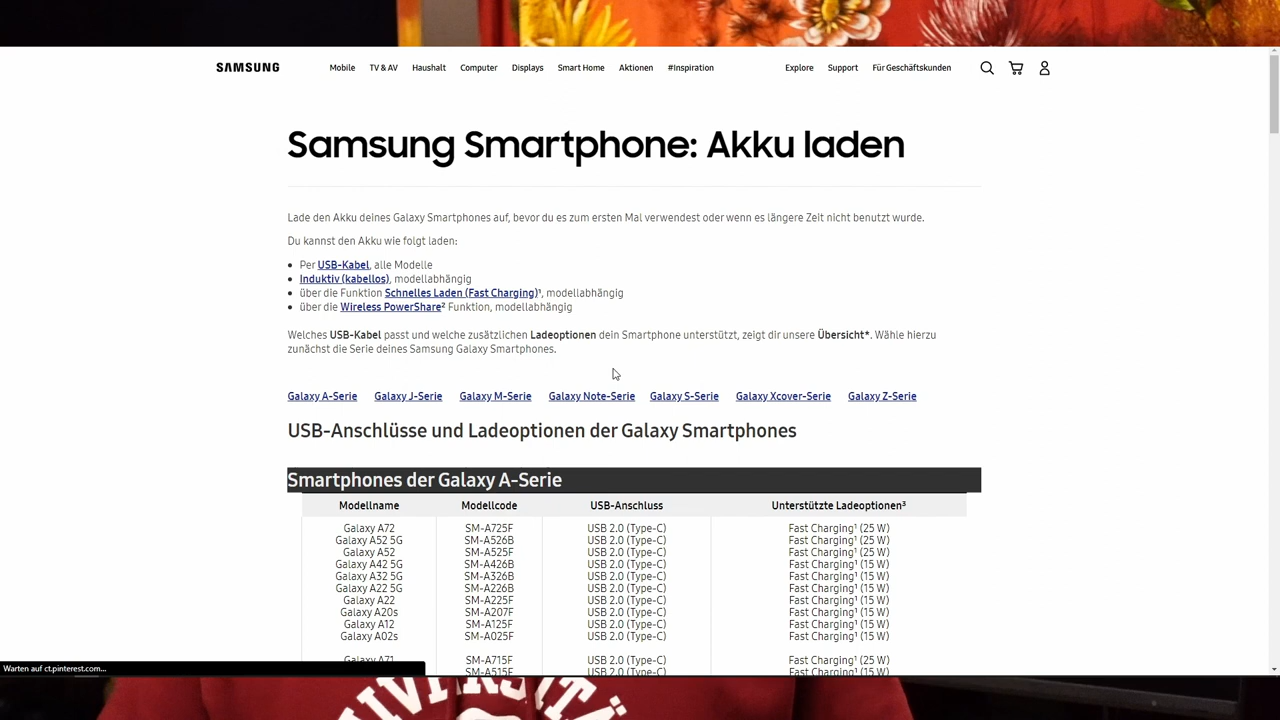 SAMSUNG
Mobile TV & AV Haushalt Computer Displays Smart Home Aktionen #Inspiration Explore Support Für Geschäftskunden
Samsung Smartphone: Akku laden
Lade den Akku deines Galaxy Smartphones auf, bevor du es zum ersten Mal verwendest oder wenn es längere Zeit nicht benutzt wurde.
Du kannst den Akku wie folgt laden:
Per USB-Kabel, alle Modelle
Induktiv (kabellos), modellabhängig
über die Funktion Schnelles Laden (Fast Charging)¹, modellabhängig
über die Wireless PowerShare² Funktion, modellabhängig
Welches USB-Kabel passt und welche zusätzlichen Ladeoptionen dein Smartphone unterstützt, zeigt dir unsere Übersicht*. Wähle hierzu
zunächst die Serie deines Samsung Galaxy Smartphones.
Galaxy A-Serie Galaxy J-Serie Galaxy M-Serie Galaxy Note-Serie Galaxy S-Serie Galaxy Xcover-Serie Galaxy Z-Serie
USB-Anschlüsse und Ladeoptionen der Galaxy Smartphones
Smartphones der Galaxy A-Serie
Modellname Modellcode USB-Anschluss Unterstützte Ladeoptionen³
Galaxy A72 SM-A725F USB 2.0 (Type-C) Fast Charging¹ (25 W)
Galaxy A52 5G SM-A526B USB 2.0 (Type-C) Fast Charging¹ (25 W)
Galaxy A52 SM-A525F USB 2.0 (Type-C) Fast Charging¹ (25 W)
Galaxy A42 5G SM-A426B USB 2.0 (Type-C) Fast Charging¹ (15 W)
Galaxy A32 5G SM-A326B USB 2.0 (Type-C) Fast Charging¹ (15 W)
Galaxy A22 5G SM-A226B USB 2.0 (Type-C) Fast Charging¹ (15 W)
Galaxy A22 SM-A225F USB 2.0 (Type-C) Fast Charging¹ (15 W)
Galaxy A20s SM-A207F USB 2.0 (Type-C) Fast Charging¹ (15 W)
Galaxy A12 SM-A125F USB 2.0 (Type-C) Fast Charging¹ (15 W)
Galaxy A02s SM-A025F USB 2.0 (Type-C) Fast Charging¹ (15 W)
Galaxy A71 SM-A715F USB 2.0 (Type-C) Fast Charging¹ (25 W)
SM-A515F USB 2.0 (Type-C) Fast Charging¹ (15 W)
Warten auf ct.pinterest.com...